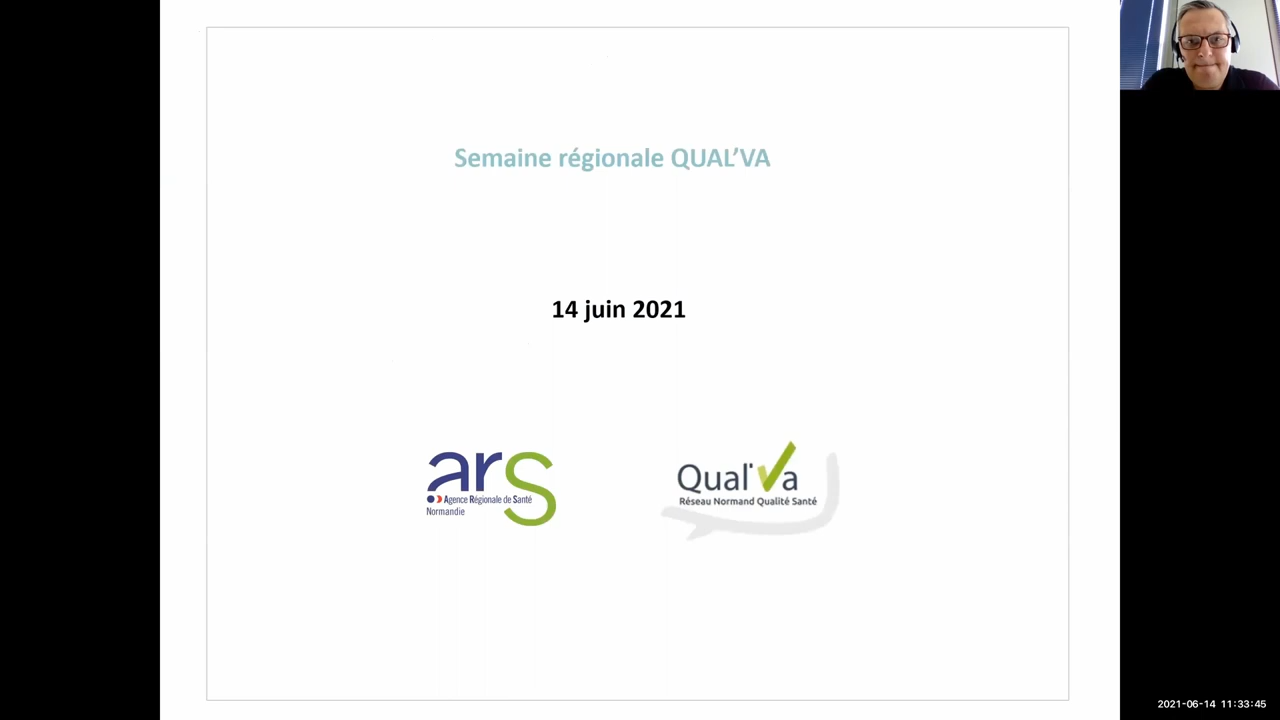 Semaine régionale QUAL'VA
14 juin 2021
ars
Agence Régionale de Santé
Normandie
Qual'Va
Réseau Normand Qualité Santé
2021-06-14 11:33:45